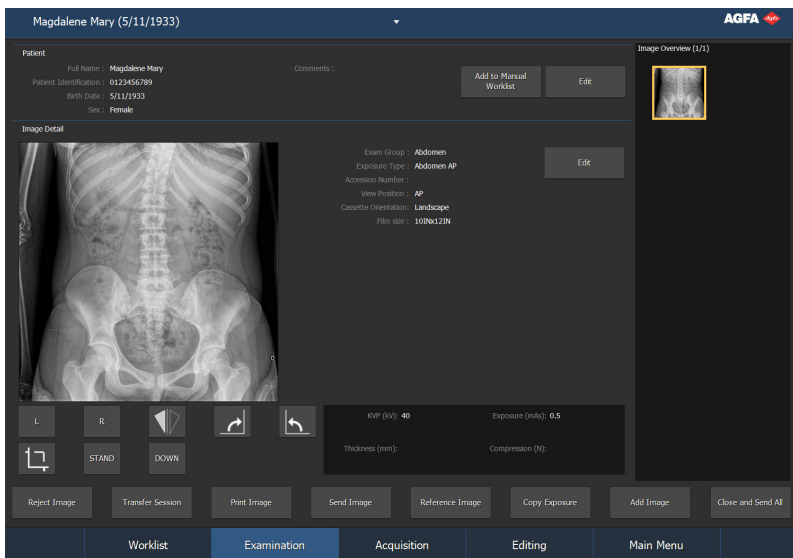 Magdalene Mary (5/11/1933)
AGFA
Patient
Full Name : Magdalene Mary
Comments :
Patient Identification : 0123456789
Birth Date : 5/11/1933
Sex : Female
Add to Manual
Worklist
Edit
Image Overview (1/1)
Image Detail
Exam Group : Abdomen
Exposure Type : Abdomen AP
Accession Number :
View Position : AP
Cassette Orientation: Landscape
Film size : 10INx12IN
Edit
L
R
STAND
DOWN
KVP (kV): 40
Exposure (mAs): 0.5
Thickness (mm):
Compression (N):
Reject Image
Transfer Session
Print Image
Send Image
Reference Image
Copy Exposure
Add Image
Close and Send All
Worklist
Examination
Acquisition
Editing
Main Menu